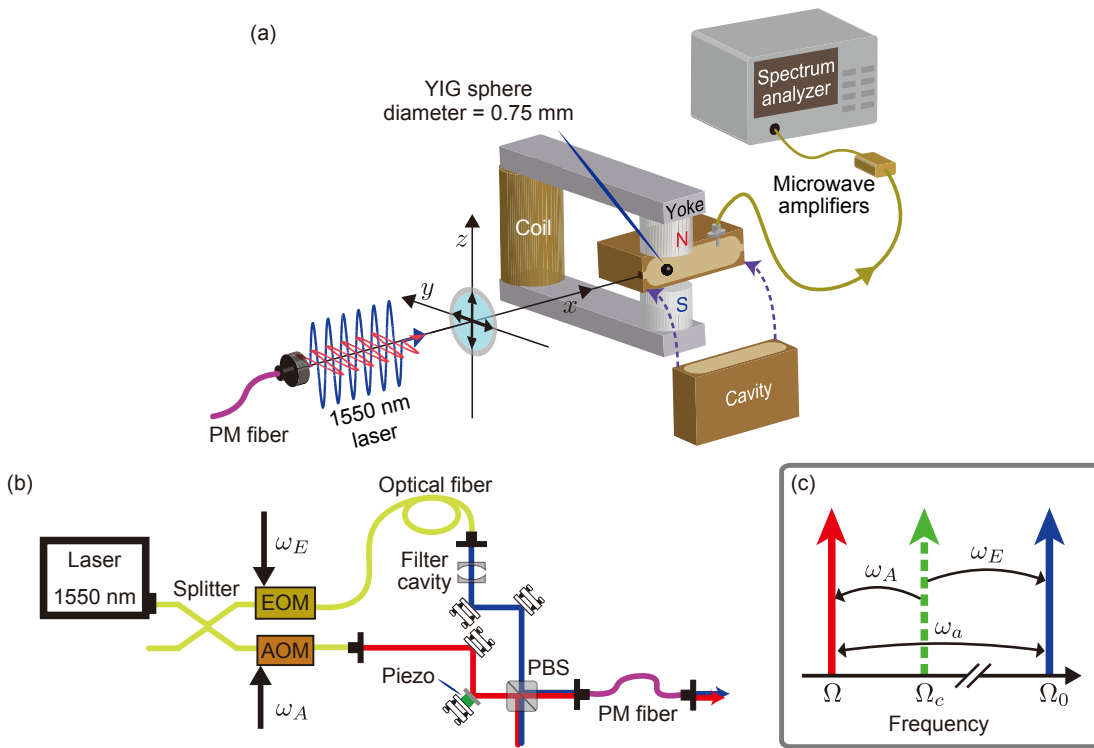 (a)
YIG sphere
diameter = 0.75 mm
Spectrum
analyzer
Microwave
amplifiers
Yoke
N
Coil
S
z
y
x
1550 nm
laser
PM fiber
Cavity
(b)
Optical fiber
Laser
1550 nm
Splitter
ω_E
EOM
Filter
cavity
AOM
ω_A
Piezo
PBS
PM fiber
(c)
ω_A
ω_E
ω_a
Ω
Ω_c
Ω_0
Frequency